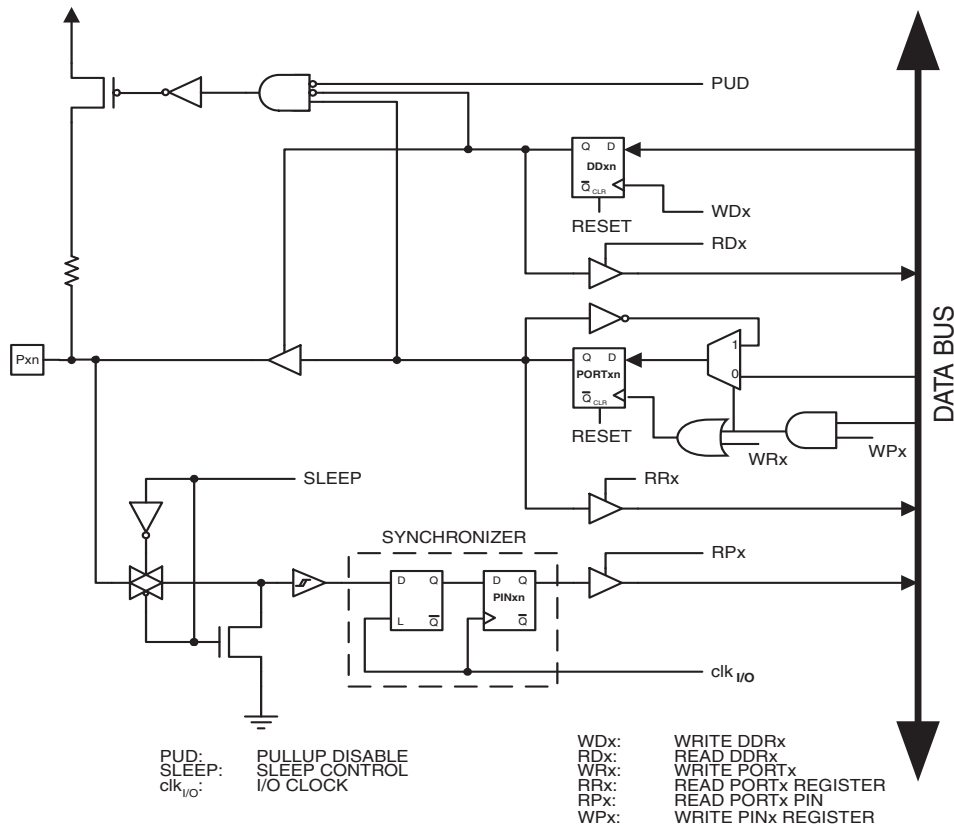 PUD
Q D
DDxn
Q CLR
WDx
RESET
RDx
Pxn
1
Q D
PORTxn
0
Q CLR
RESET
WRx
WPx
DATA BUS
SLEEP
RRx
SYNCHRONIZER
RPx
D Q
D Q
PINxn
L Q
Q
clk I/O
PUD: PULLUP DISABLE
SLEEP: SLEEP CONTROL
clkI/O: I/O CLOCK
WDx: WRITE DDRx
RDx: READ DDRx
WRx: WRITE PORTx
RRx: READ PORTx REGISTER
RPx: READ PORTx PIN
WPx: WRITE PINx REGISTER